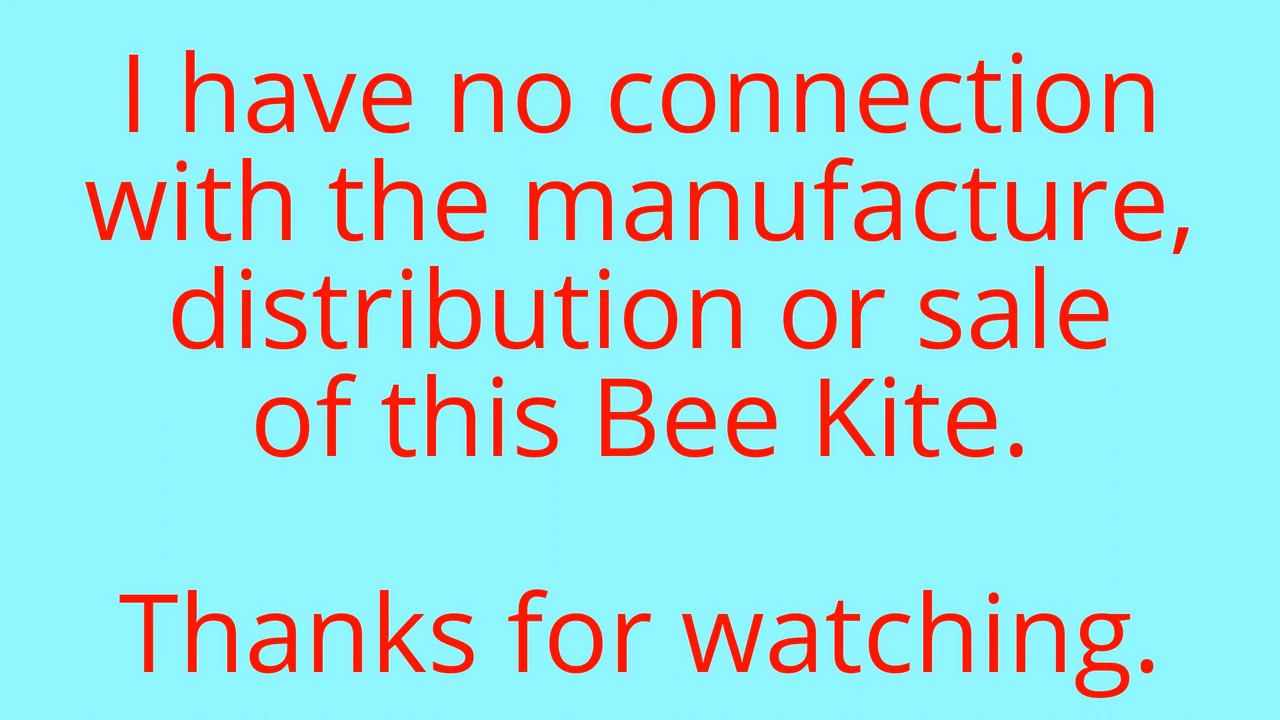 I have no connection
with the manufacture,
distribution or sale
of this Bee Kite.
Thanks for watching.